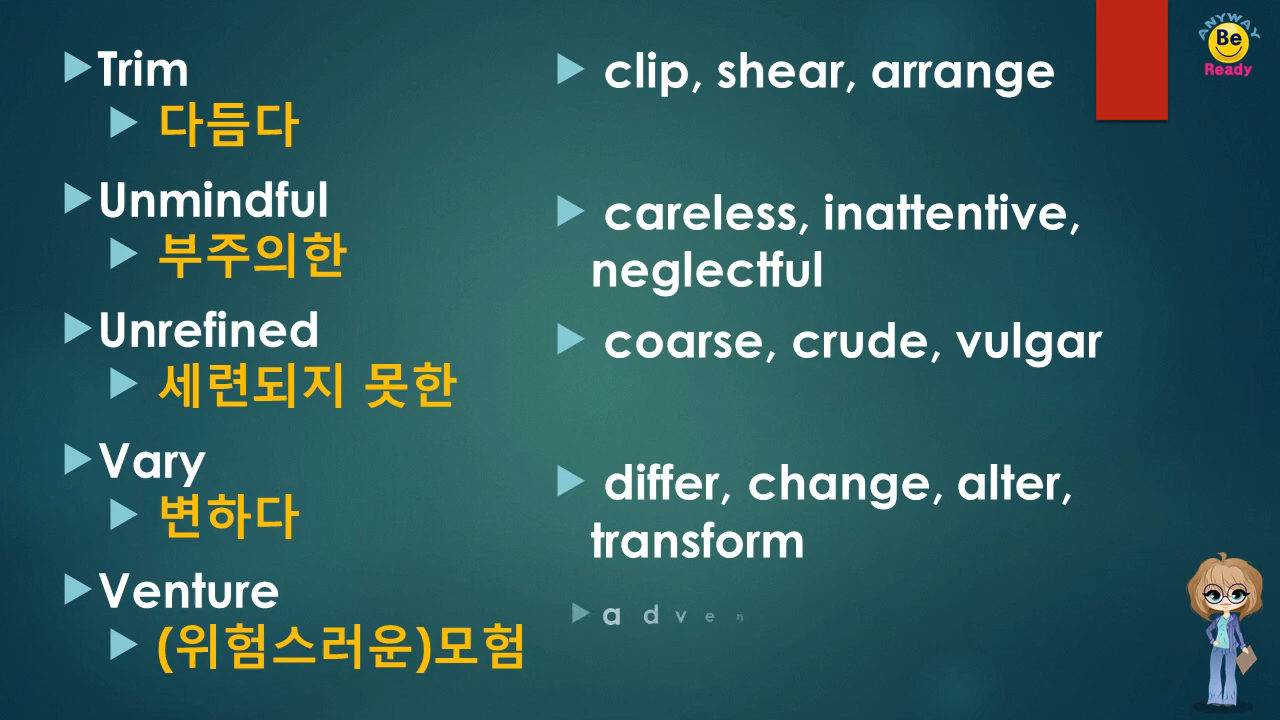 Trim
다듬다
Unmindful
부주의한
Unrefined
세련되지 못한
Vary
변하다
Venture
(위험스러운)모험
clip, shear, arrange
careless, inattentive,
neglectful
coarse, crude, vulgar
differ, change, alter,
transform
a d v e n
ANYWAY
Be
Ready